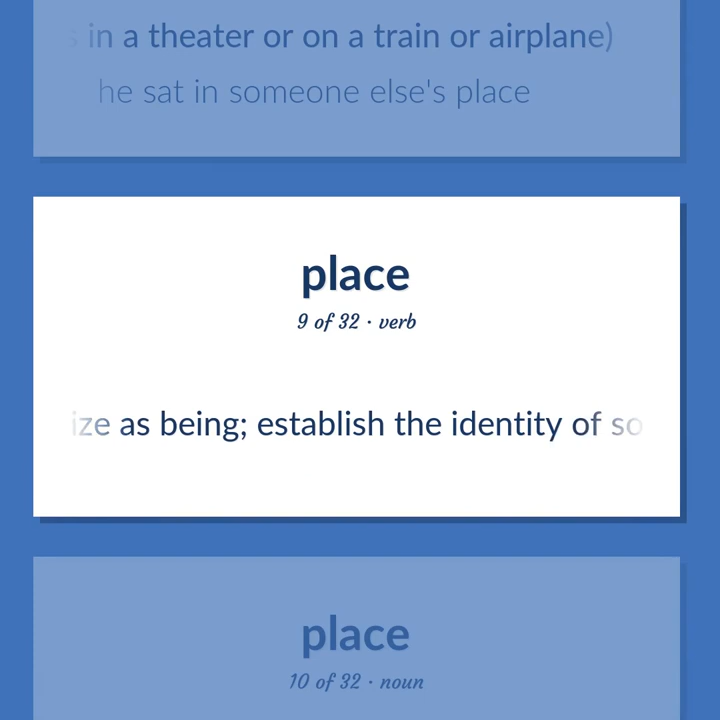 in a theater or on a train or airplane)
he sat in someone else's place
place
9 of 32 · verb
ize as being; establish the identity of so
place
10 of 32 · noun